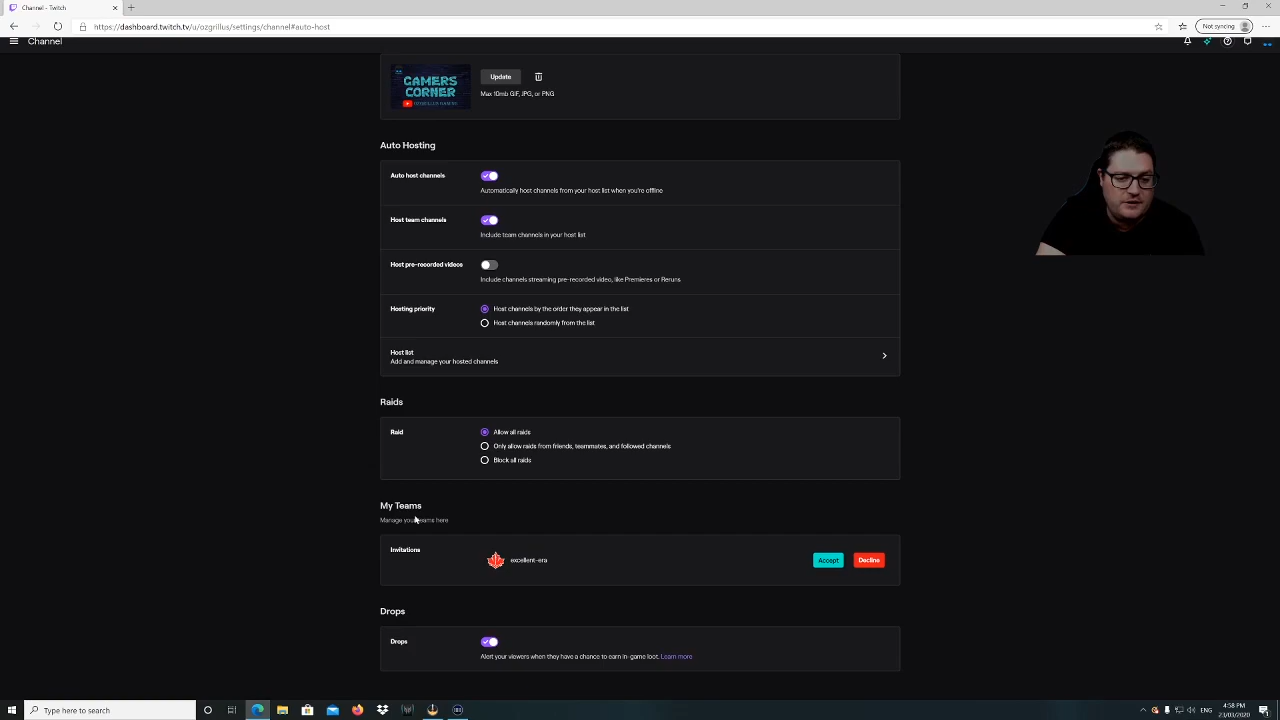 Channel - Twitch
https://dashboard.twitch.tv/u/ozgrillus/settings/channel#auto-host
Not syncing
Channel
GAMERS
CORNER
Update
Max 10mb GIF, JPG, or PNG
Auto Hosting
Auto host channels
Automatically host channels from your host list when you're offline
Host team channels
Include team channels in your host list
Host pre-recorded videos
Include channels streaming pre-recorded video, like Premieres or Reruns
Hosting priority
Host channels by the order they appear in the list
Host channels randomly from the list
Host list
Add and manage your hosted channels
Raids
Raid
Allow all raids
Only allow raids from friends, teammates, and followed channels
Block all raids
My Teams
Manage your teams here
Invitations
excellent-era
Accept
Decline
Drops
Drops
Alert your viewers when they have a chance to earn in-game loot. Learn more
Type here to search
ENG
4:58 PM
23/03/2020